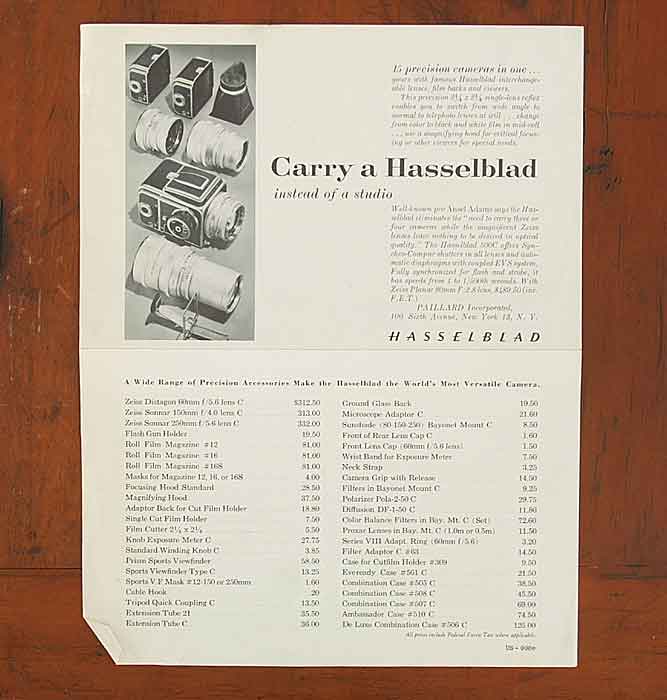 15 precision cameras in one ...
yours with famous Hasselblad interchange-
able lenses, film backs and viewers.
This precision 2¼ x 2¼ single-lens reflex
enables you to switch from wide angle to
normal to telephoto lenses at will ... change
from color to black and white film in mid-roll
... use a magnifying hood for critical focus-
ing or other viewers for special needs.
Carry a Hasselblad
instead of a studio
Well-known pro Ansel Adams says the Has-
selblad eliminates the "need to carry three or
four cameras while the magnificent Zeiss
lenses leave nothing to be desired in optical
quality." The Hasselblad 500C offers Syn-
chro-Compur shutters in all lenses and auto-
matic diaphragms with coupled EVS system.
Fully synchronized for flash and strobe, it
has speeds from 1 to 1/500th seconds. With
Zeiss Planar 80mm F:2.8 lens, $489.50 (inc.
F.E.T.)
PAILLARD Incorporated,
100 Sixth Avenue, New York 13, N. Y.
HASSELBLAD
A Wide Range of Precision Accessories Make the Hasselblad the World's Most Versatile Camera.
Zeiss Distagon 60mm f/5.6 lens C $312.50
Zeiss Sonnar 150mm f/4.0 lens C 313.00
Zeiss Sonnar 250mm f/5.6 lens C 332.00
Flash Gun Holder 19.50
Roll Film Magazine #12 81.00
Roll Film Magazine #16 81.00
Roll Film Magazine #16S 81.00
Masks for Magazine 12, 16, or 16S 4.00
Focusing Hood Standard 28.50
Magnifying Hood 37.50
Adaptor Back for Cut Film Holder 18.80
Single Cut Film Holder 7.50
Film Cutter 2¼ x 2¼ 5.50
Knob Exposure Meter C 27.75
Standard Winding Knob C 3.85
Prism Sports Viewfinder 58.50
Sports Viewfinder Type C 13.25
Sports V.F Mask #12-150 or 250mm 1.60
Cable Hook .20
Tripod Quick Coupling C 13.50
Extension Tube 21 35.50
Extension Tube C 36.00
Ground Glass Back 19.50
Microscope Adaptor C 21.60
Sunshade (80-150-250) Bayonet Mount C 8.50
Front of Rear Lens Cap C 1.60
Front Lens Cap (60mm f/5.6 lens) 1.50
Wrist Band for Exposure Meter 7.50
Neck Strap 3.25
Camera Grip with Release 14.50
Filters in Bayonet Mount C 9.25
Polarizer Pola-2-50 C 29.75
Diffusion DF-1-50 C 11.80
Color Balance Filters in Bay. Mt. C (Set) 72.60
Proxar Lenses in Bay. Mt. C (1.0m or 0.5m) 11.50
Series VIII Adapt. Ring (60mm f/5.6) 3.20
Filter Adaptor C #63 14.50
Case for Cutfilm Holder #309 9.50
Eveready Case #501 C 21.50
Combination Case #505 C 38.50
Combination Case #508 C 45.50
Combination Case #507 C 69.00
Ambassador Case #510 C 74.50
De Luxe Combination Case #506 C 125.00
All prices include Federal Excise Tax where applicable.